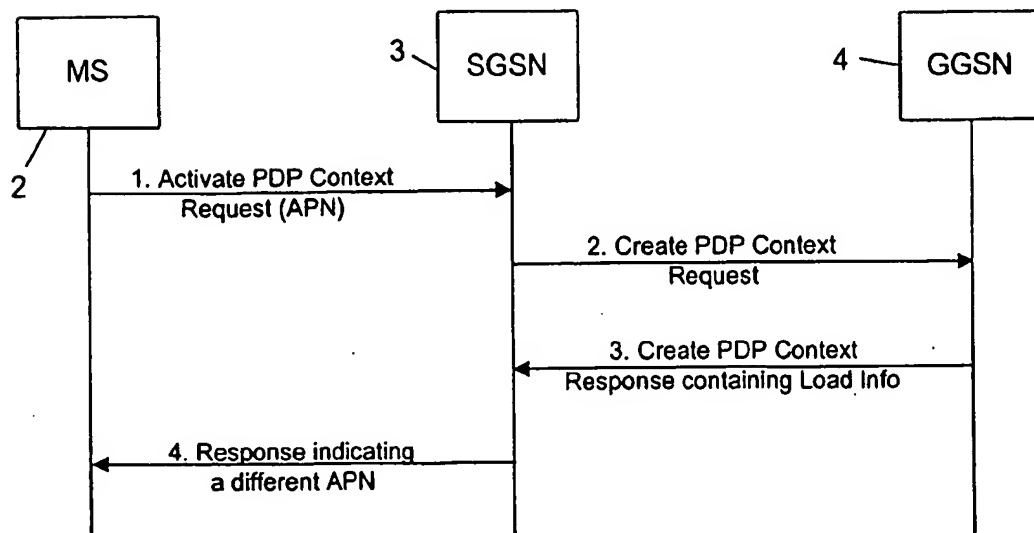 MS
3
SGSN
4
GGSN
2
1. Activate PDP Context
Request (APN)
2. Create PDP Context
Request
3. Create PDP Context
Response containing Load Info
4. Response indicating
a different APN